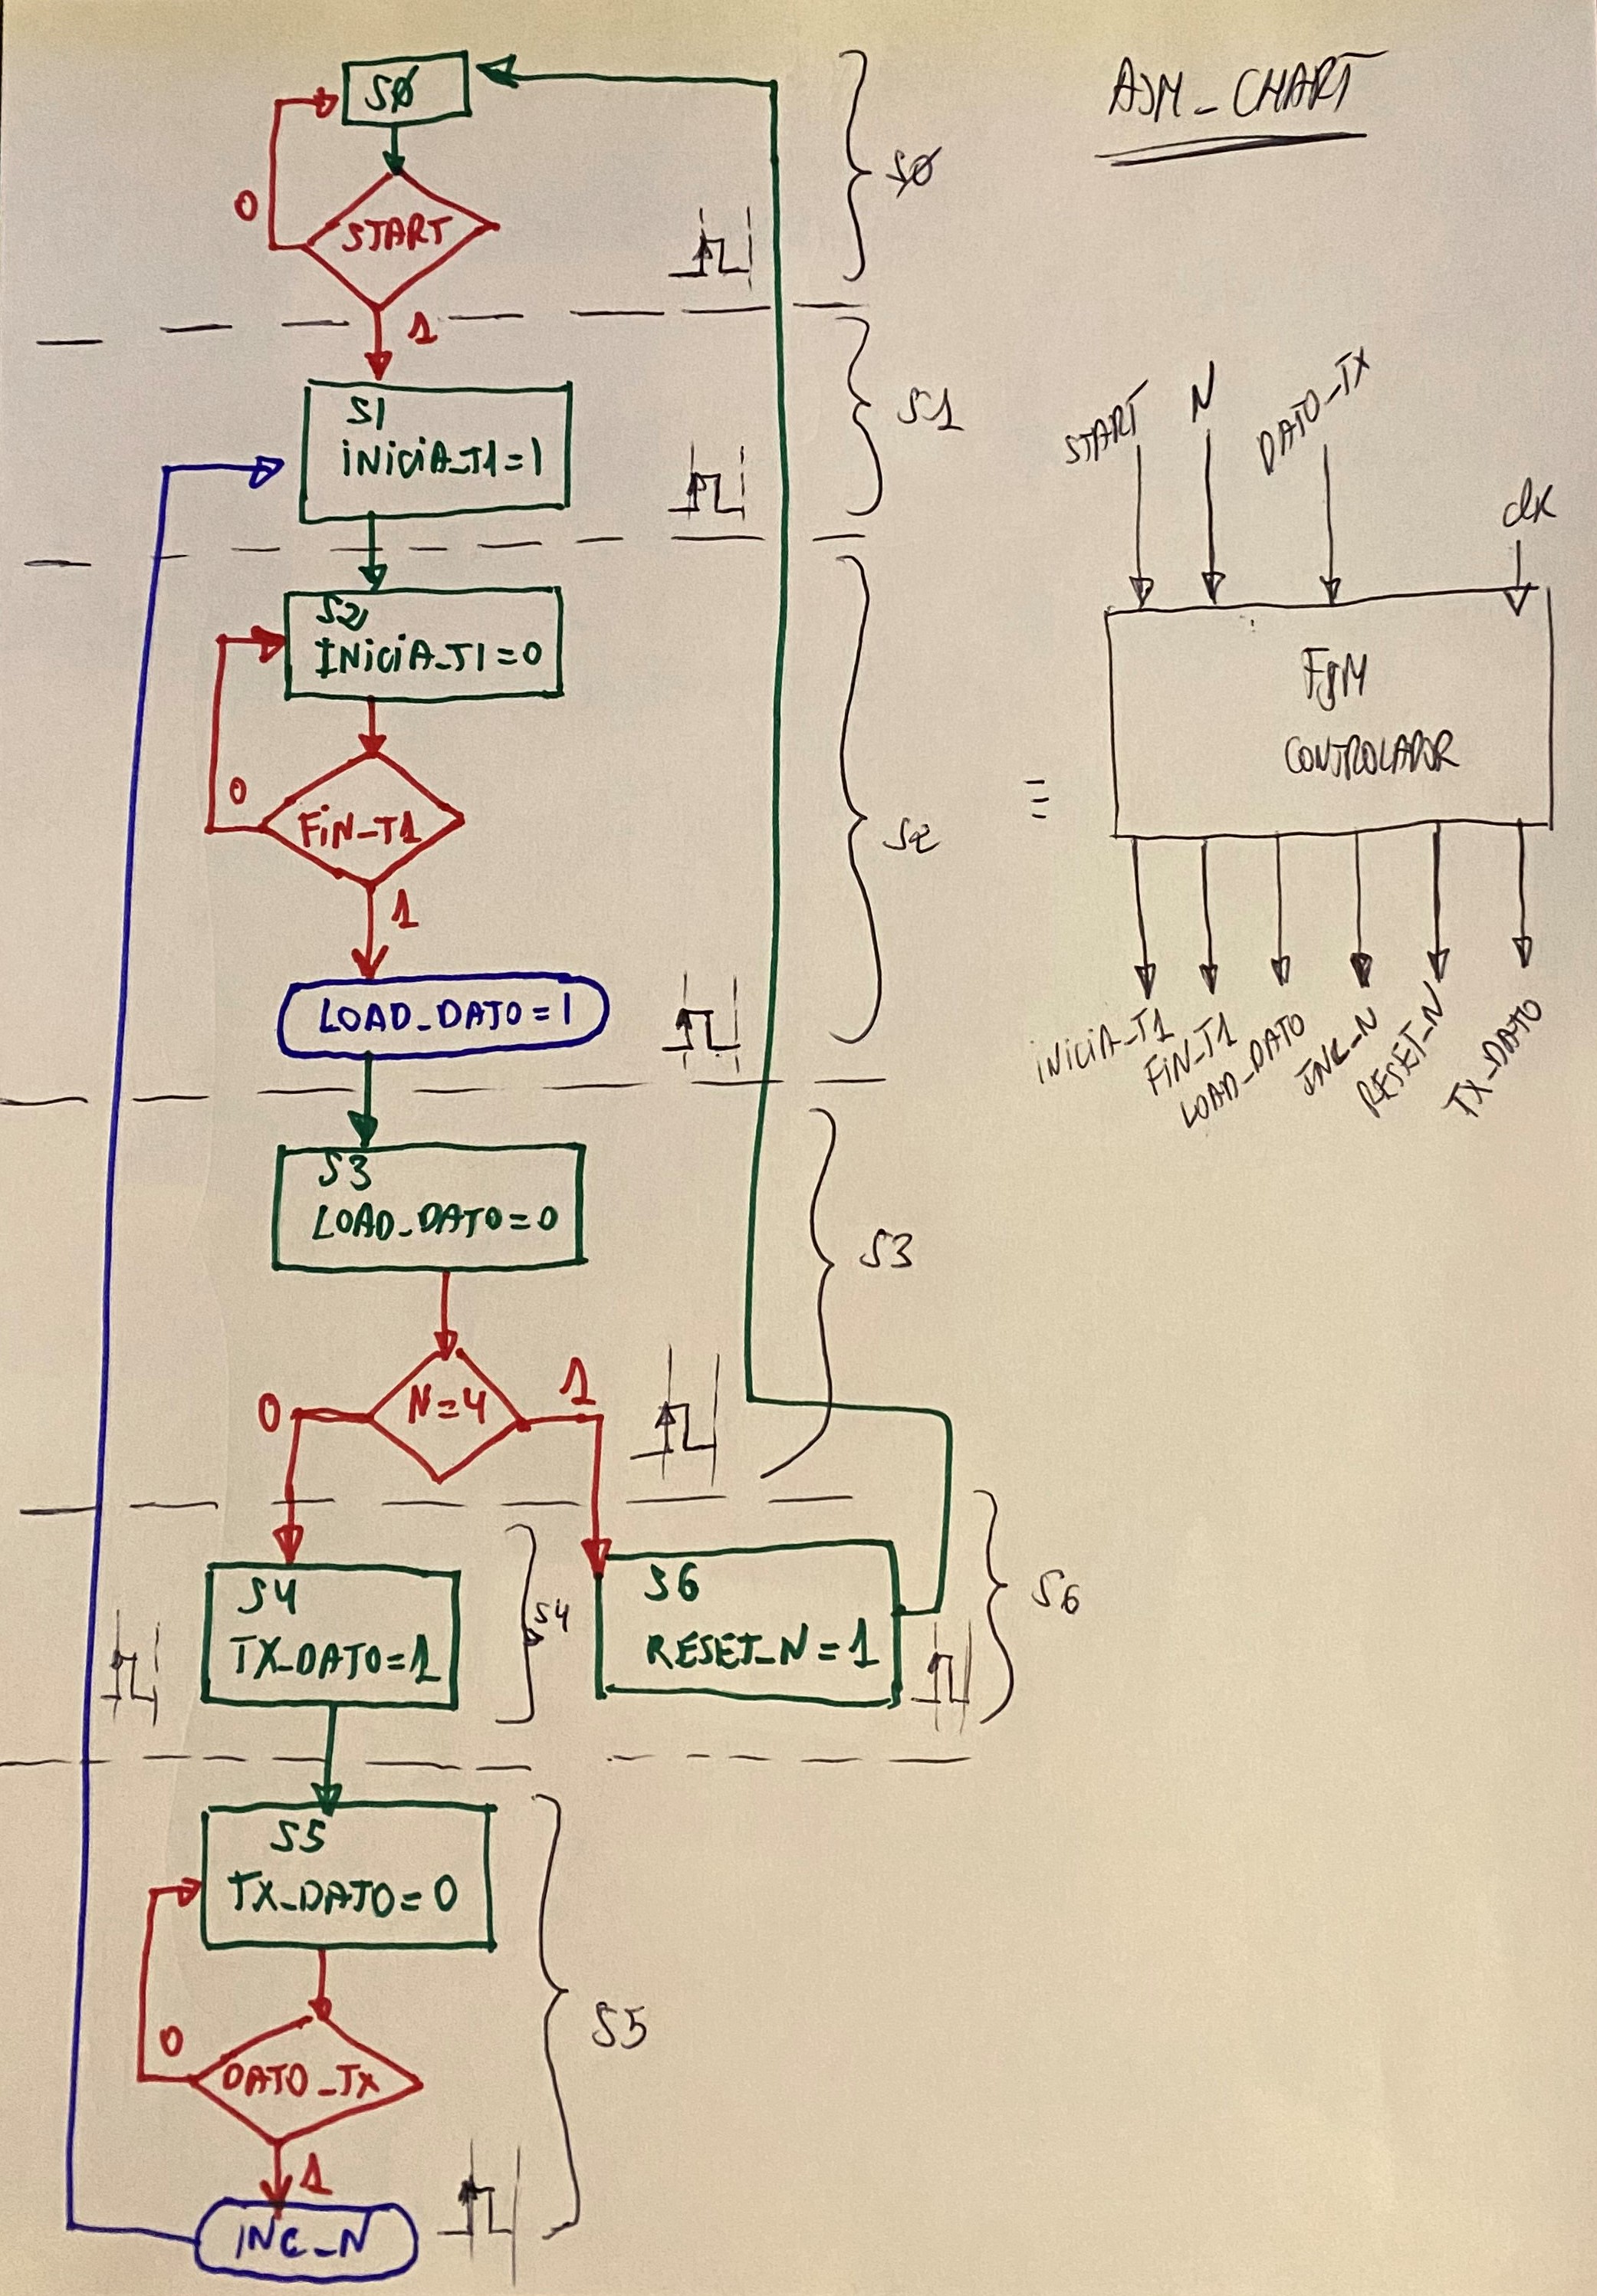 ASM_CHART
SØ
START
0
1
SØ
S1
INICIA_T1=1
S1
S2
INICIA_T1=0
FIN_T1
0
1
LOAD_DATO=1
S2
S3
LOAD_DATO=0
N=4
0
1
S3
S4
TX_DATO=1
S4
S6
RESET_N=1
S6
S5
TX_DATO=0
DATO_TX
0
1
INC_N
S5
START
N
DATO_TX
clk
≡
FSM
CONTROLADOR
INICIA_T1
FIN_T1
LOAD_DATO
INC_N
RESET_N
TX_DATO